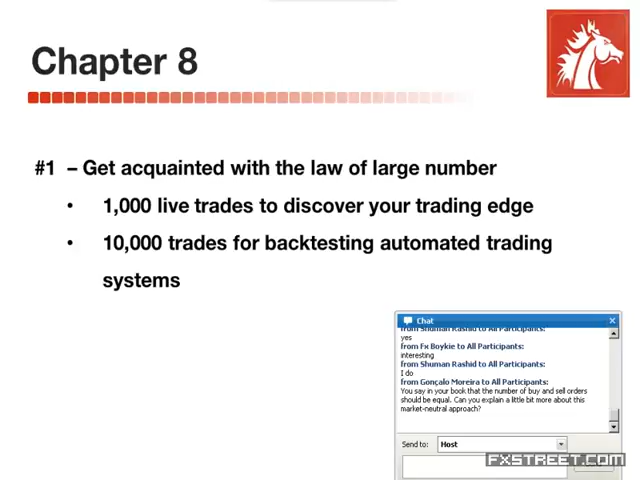 Chapter 8
#1 – Get acquainted with the law of large number
• 1,000 live trades to discover your trading edge
• 10,000 trades for backtesting automated trading
systems
Chat
from Shuman Rashid to All Participants:
yes
from Fx Boykie to All Participants:
interesting
from Shuman Rashid to All Participants:
I do
from Gonçalo Moreira to All Participants:
You say in your book that the number of buy and sell orders
should be equal. Can you explain a little bit more about this
market-neutral approach?
Send to: Host
FXSTREET.COM